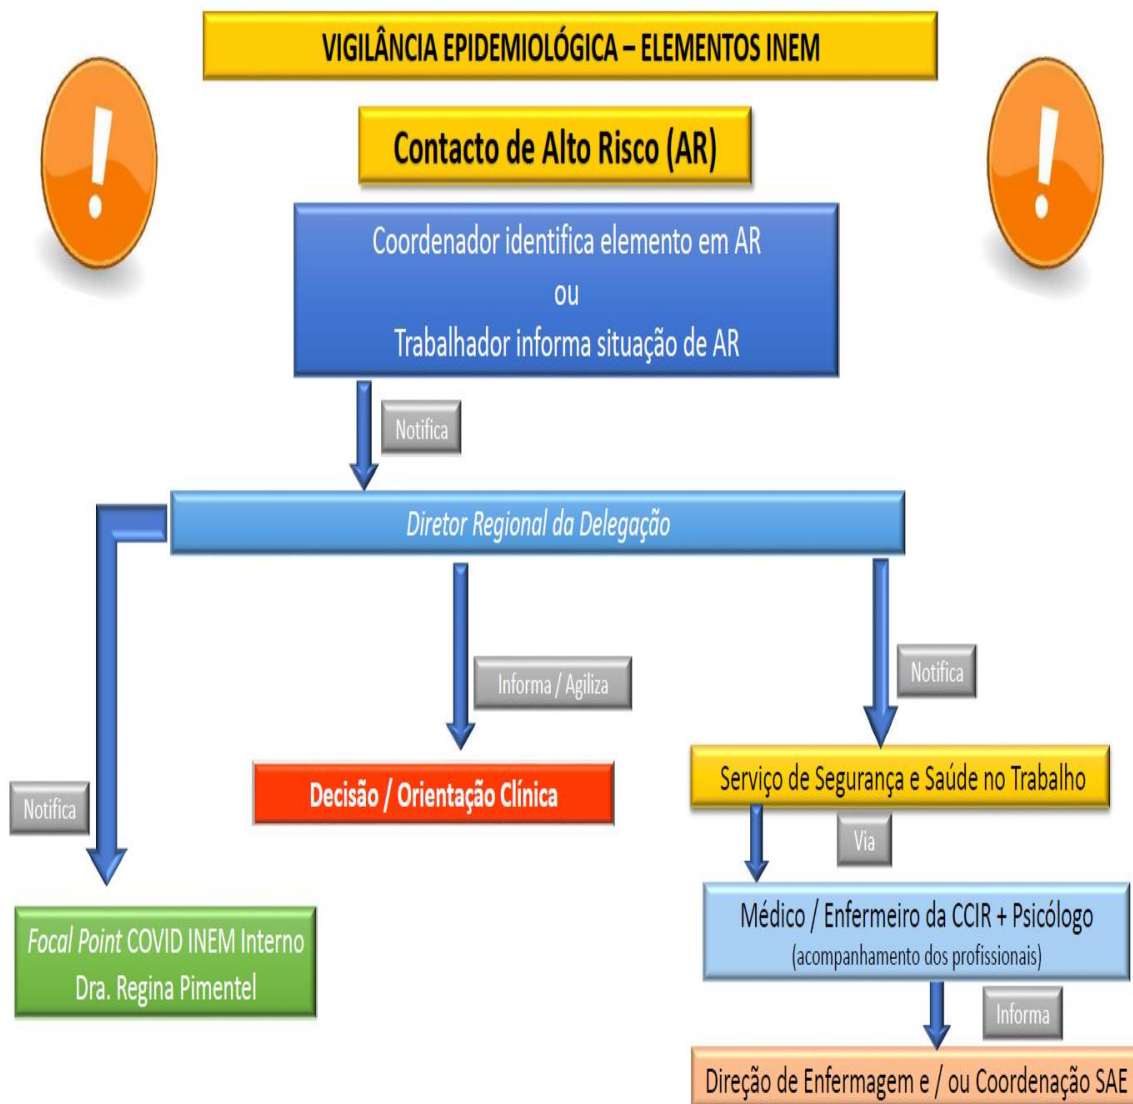 VIGILÂNCIA EPIDEMIOLÓGICA – ELEMENTOS INEM
Contacto de Alto Risco (AR)
Coordenador identifica elemento em AR
ou
Trabalhador informa situação de AR
Notifica
Diretor Regional da Delegação
Informa / Agiliza
Notifica
Decisão / Orientação Clínica
Serviço de Segurança e Saúde no Trabalho
Notifica
Via
Médico / Enfermeiro da CCIR + Psicólogo
(acompanhamento dos profissionais)
Focal Point COVID INEM Interno
Dra. Regina Pimentel
Informa
Direção de Enfermagem e / ou Coordenação SAE